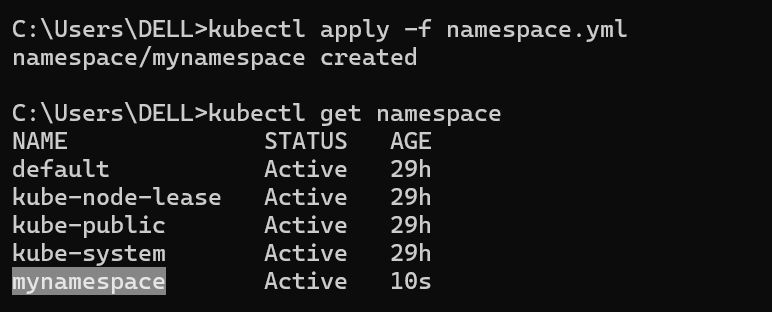 C:\Users\DELL>kubectl apply -f namespace.yml
namespace/mynamespace created
C:\Users\DELL>kubectl get namespace
NAME STATUS AGE
default Active 29h
kube-node-lease Active 29h
kube-public Active 29h
kube-system Active 29h
mynamespace Active 10s